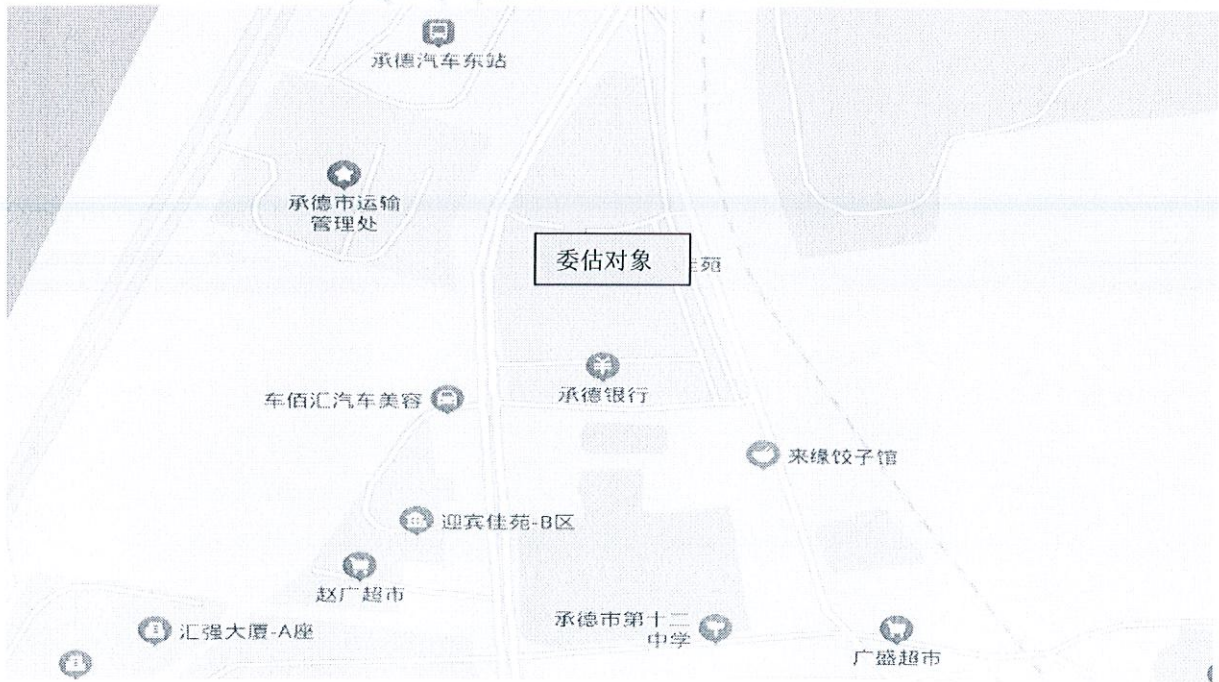 承德汽车东站
承德市运输
管理处
委估对象
苑
承德银行
车佰汇汽车美容
来缘饺子馆
迎宾佳苑-B区
赵广超市
承德市第十二
中学
汇强大厦-A座
广盛超市